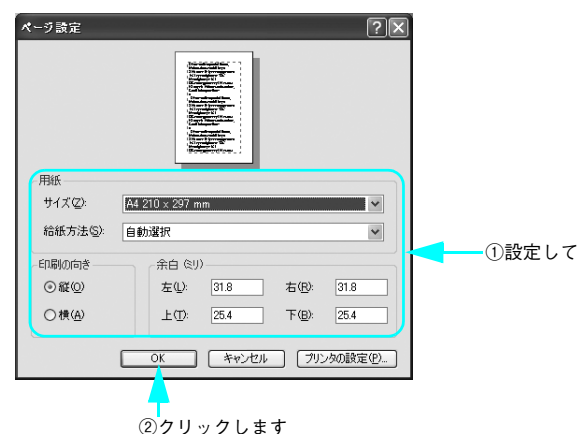 ページ設定
用紙
サイズ(Z):
A4 210 x 297 mm
給紙方法(S):
自動選択
①設定して
印刷の向き
縦(O)
横(A)
余白 (ミリ)
左(L): 31.8 右(R): 31.8
上(T): 25.4 下(B): 25.4
OK キャンセル プリンタの設定(P)...
②クリックします